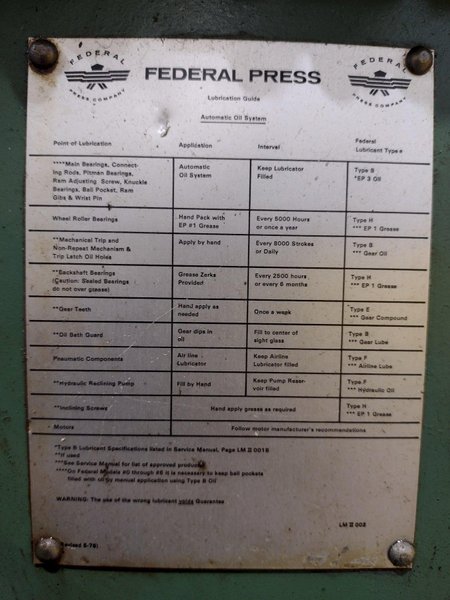 FEDERAL
PRESS COMPANY
FEDERAL PRESS
FEDERAL
PRESS COMPANY
Lubrication Guide
Automatic Oil System
Point of Lubrication Application Interval Federal
Lubricant Type #
****Main Bearings, Connect- Automatic Keep Lubricator Type B
ing Rods, Pitman Bearings, Oil System Filled *EP 3 Oil
Ram Adjusting Screw, Knuckle
Bearings, Ball Pocket, Ram
Gibs & Wrist Pin
Wheel Roller Bearings Hand Pack with Every 5000 Hours Type H
EP #1 Grease or once a year *** EP 1 Grease
**Mechanical Trip and Apply by hand Every 8000 Strokes Type B
Non-Repeat Mechanism & or Daily *** Gear Oil
Trip Latch Oil Holes
**Backshaft Bearings Grease Zerks Every 2500 hours Type H
(Caution: Sealed Bearings Provided or every 6 months *** EP 1 Grease
do not over grease)
**Gear Teeth Hand apply as Once a week Type E
needed *** Gear Compound
**Oil Bath Guard Gear dips in Fill to center of Type B
oil sight glass *** Gear Lube
Pneumatic Components Air line Keep Airline Type F
Lubricator Lubricator filled *** Airline Lube
**Hydraulic Reclining Pump Fill by Hand Keep Pump Reser- Type F
voir filled *** Hydraulic Oil
**Inclining Screws Hand apply grease as required Type H
*** EP 1 Grease
Motors Follow motor manufacturer's recommendations
*Type B Lubricant Specifications listed in Service Manual, Page LM II 001B
**If used
***See Service Manual for list of approved products
****On Federal Models #0 through #6 it is necessary to keep ball pockets
filled with oil by manual application using Type B Oil
WARNING: The use of the wrong lubricant voids Guarantee
LM II 002
(Revised 5-78)